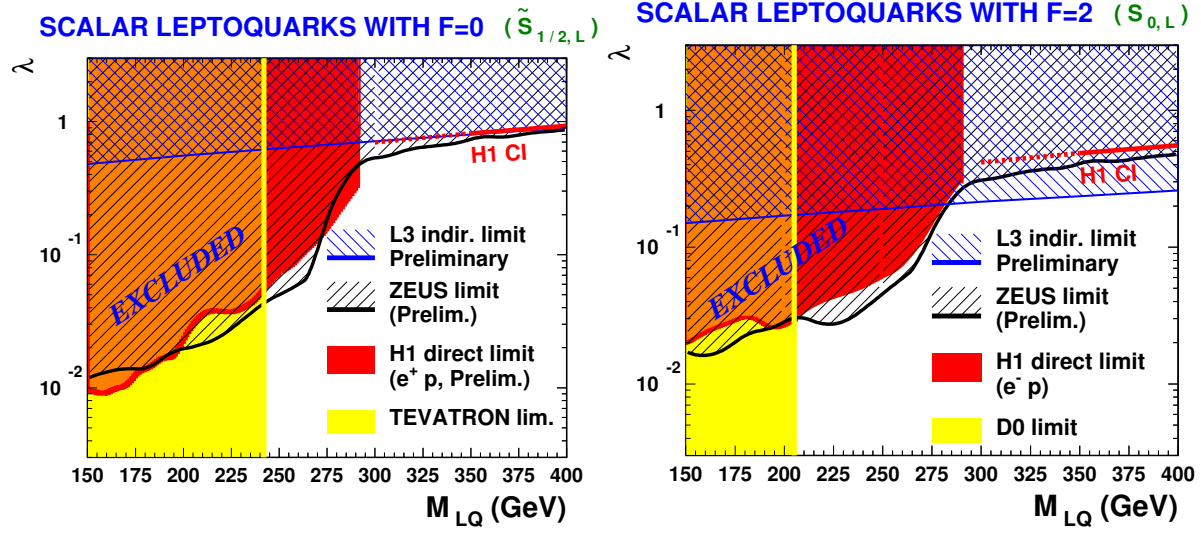 SCALAR LEPTOQUARKS WITH F=0 (S̃ 1/2, L)
λ
1
10 -1
10 -2
EXCLUDED
H1 CI
L3 indir. limit
Preliminary
ZEUS limit
(Prelim.)
H1 direct limit
(e+ p, Prelim.)
TEVATRON lim.
150 175 200 225 250 275 300 325 350 375 400
M LQ (GeV)
SCALAR LEPTOQUARKS WITH F=2 (S 0, L)
λ
1
10 -1
10 -2
EXCLUDED
H1 CI
L3 indir. limit
Preliminary
ZEUS limit
(Prelim.)
H1 direct limit
(e- p)
D0 limit
150 175 200 225 250 275 300 325 350 375 400
M LQ (GeV)